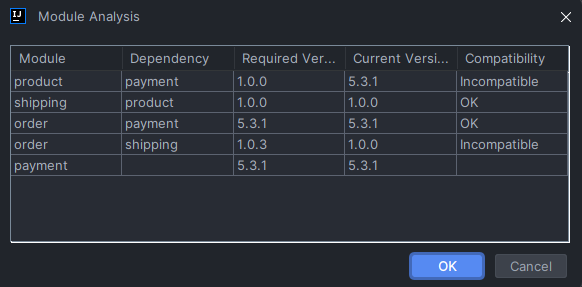 IJ Module Analysis
Module Dependency Required Ver... Current Versi... Compatibility
product payment 1.0.0 5.3.1 Incompatible
shipping product 1.0.0 1.0.0 OK
order payment 5.3.1 5.3.1 OK
order shipping 1.0.3 1.0.0 Incompatible
payment 5.3.1 5.3.1
OK Cancel